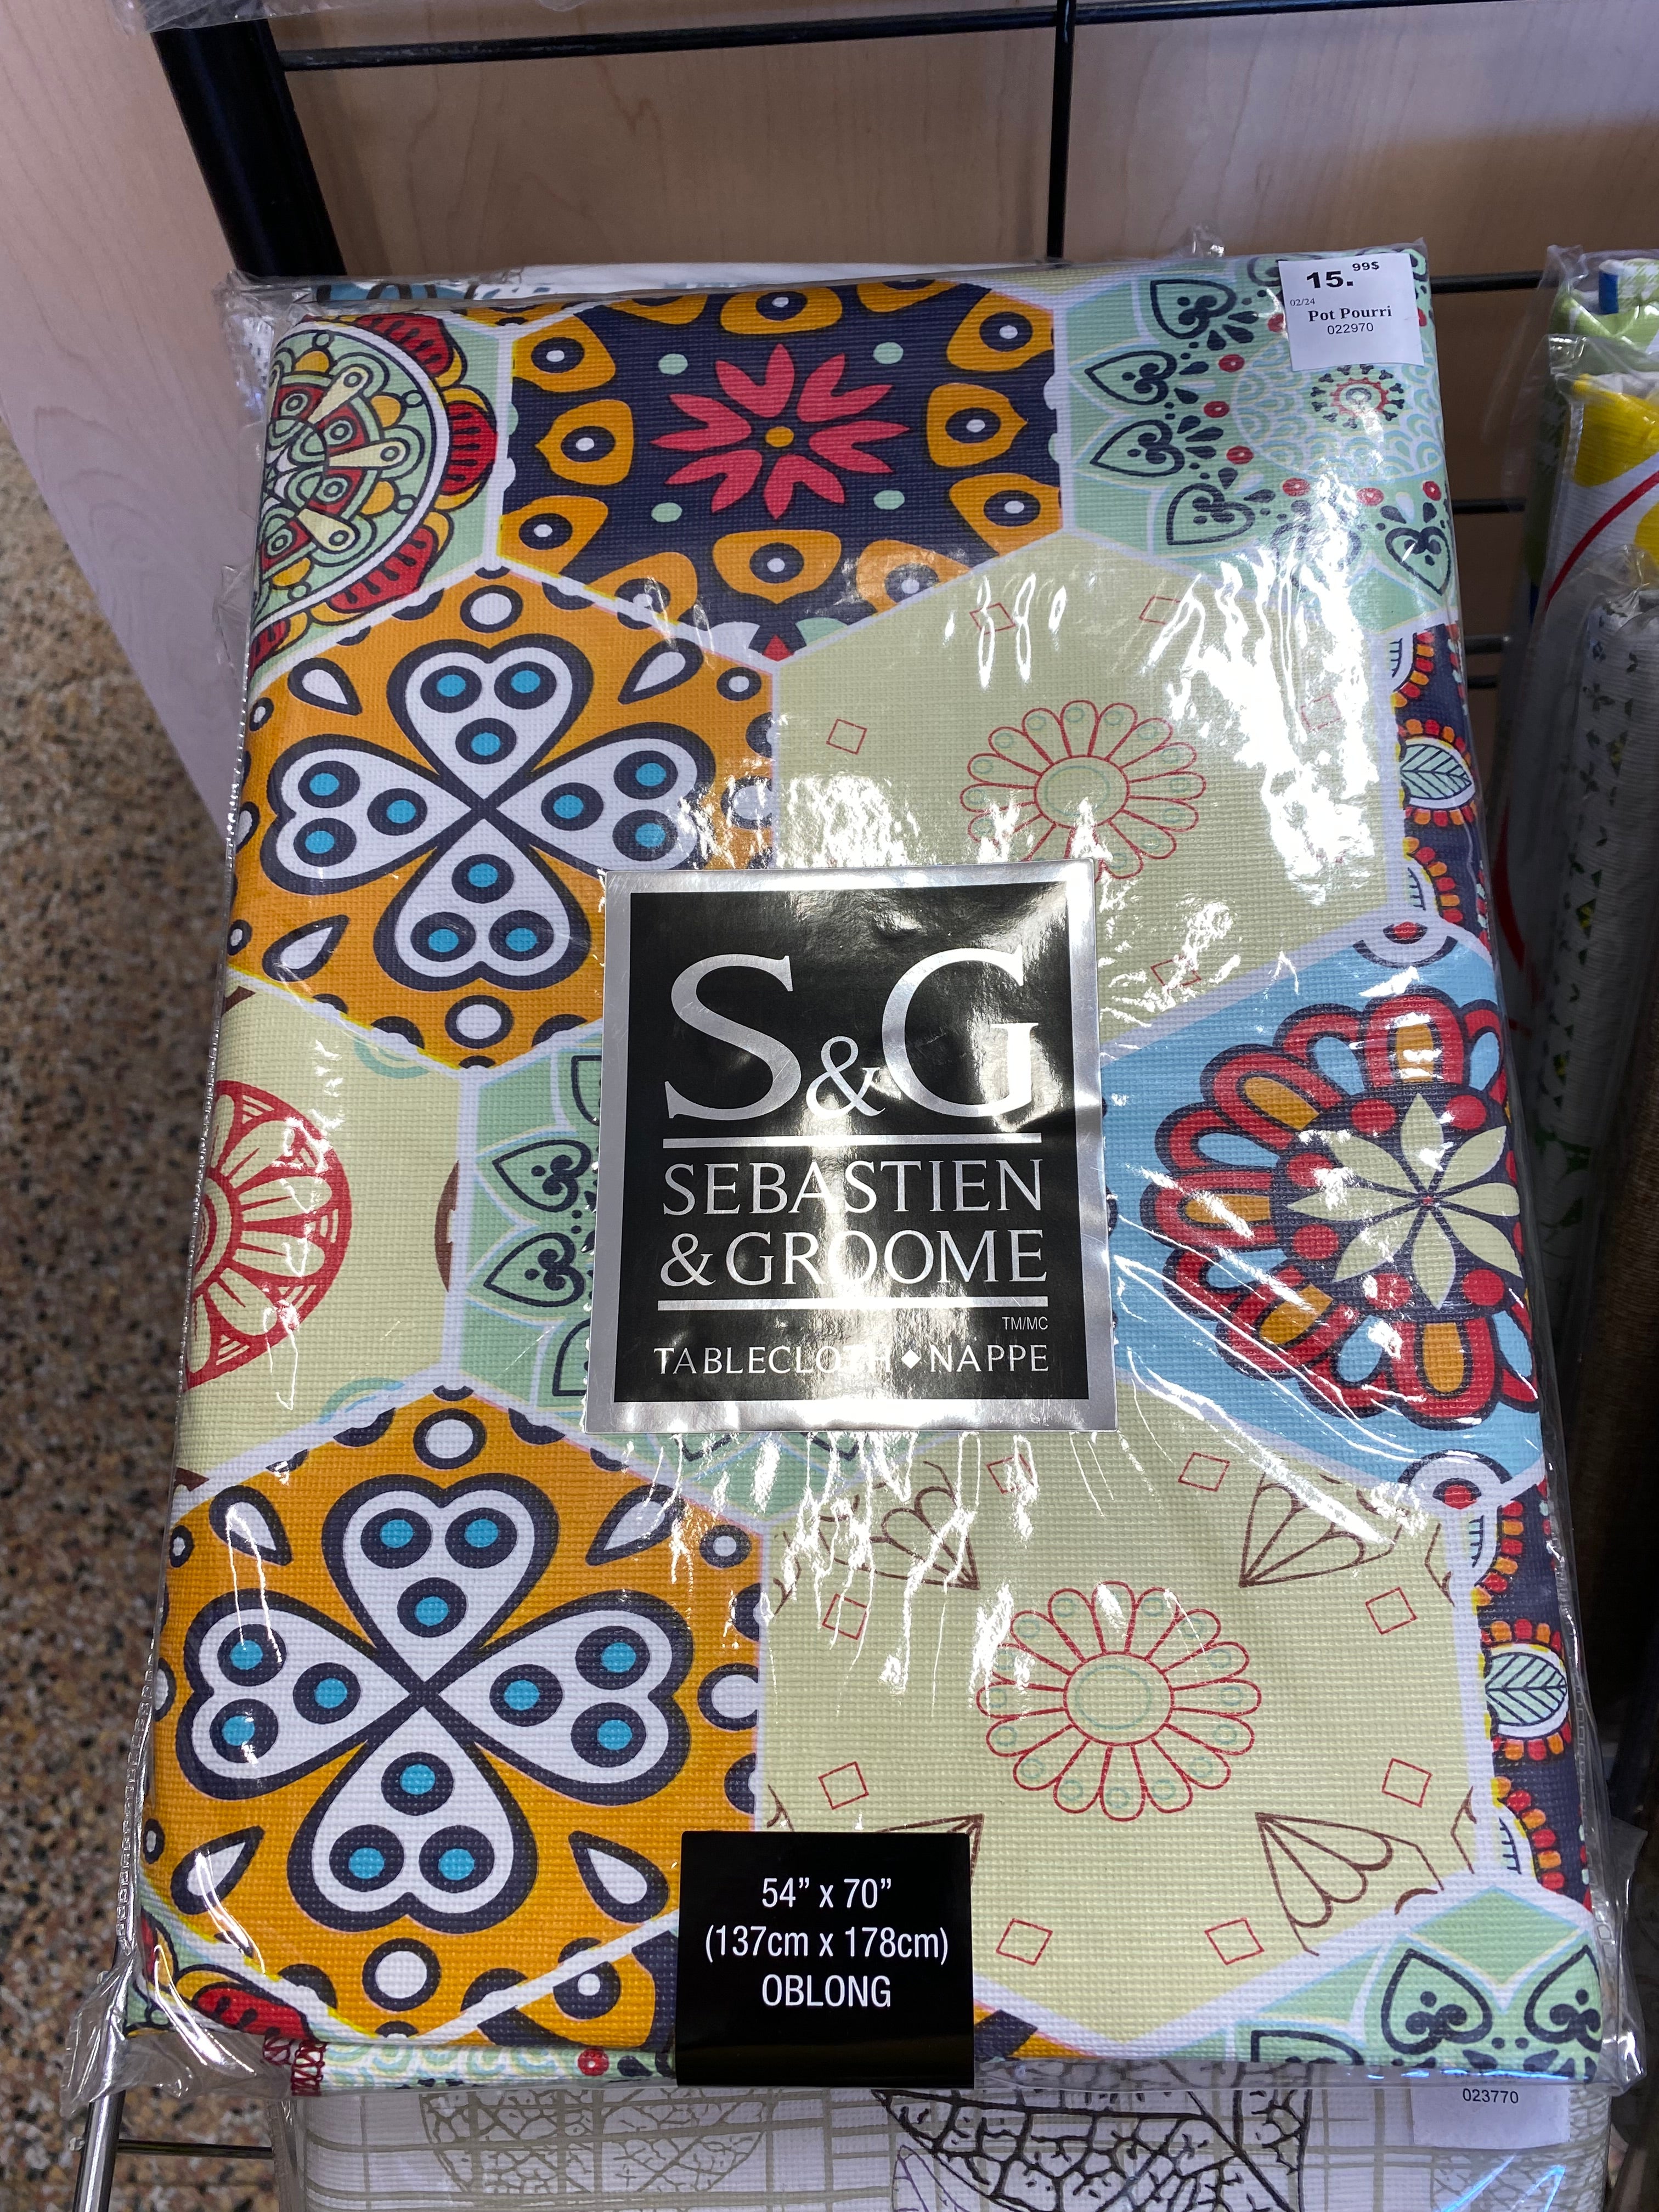 15. 99$
02/24
Pot Pourri
022970
S&G
SEBASTIEN
& GROOME
TM/MC
TABLECLOTH ◆ NAPPE
54” x 70”
(137cm x 178cm)
OBLONG
023770